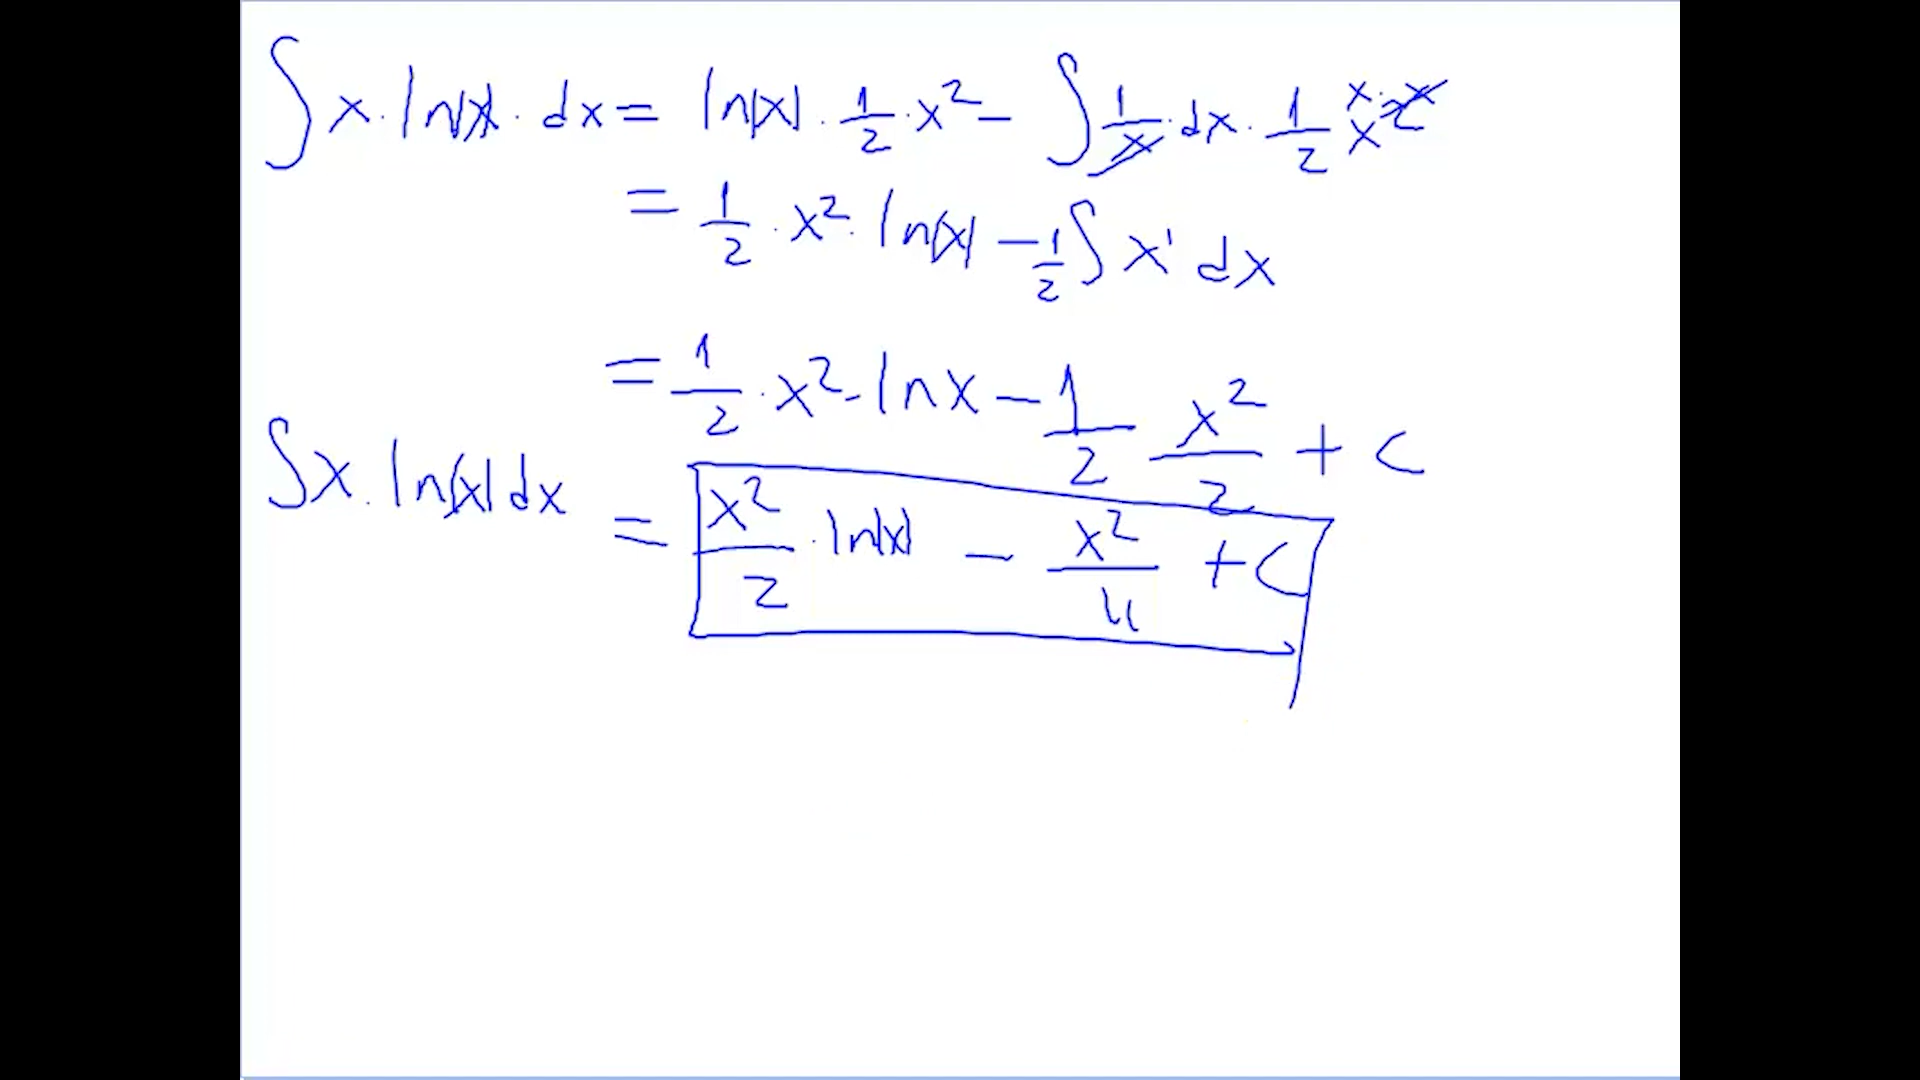 ∫ x · ln|x| · dx = ln|x| · 1/2 · x² – ∫ 1/x · dx · 1/2 x² x · x
= 1/2 · x² · ln|x| – 1/2 ∫ x¹ dx
= 1/2 · x² · ln x – 1/2 x²/2 + C
∫ x · ln|x| dx = x²/2 · ln|x| – x²/4 + C